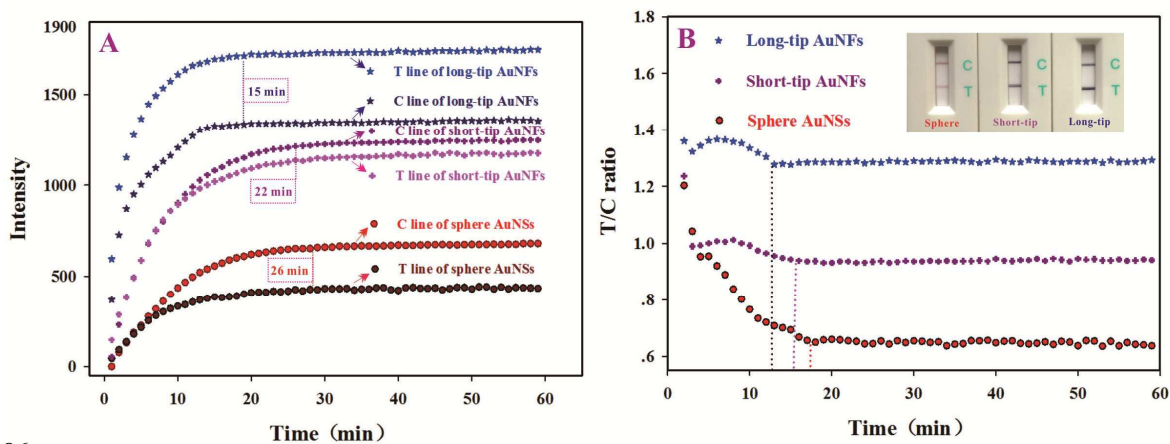 A
1900
1500
1000
500
0
Intensity
0 10 20 30 40 50 60
Time (min)
T line of long-tip AuNFs
15 min
C line of long-tip AuNFs
C line of short-tip AuNFs
T line of short-tip AuNFs
22 min
C line of sphere AuNSs
26 min
T line of sphere AuNSs
B
1.8
1.6
1.4
1.2
1.0
.8
.6
T/C ratio
0 10 20 30 40 50 60
Time (min)
Long-tip AuNFs
Short-tip AuNFs
Sphere AuNSs
C C C
T T T
Sphere Short-tip Long-tip